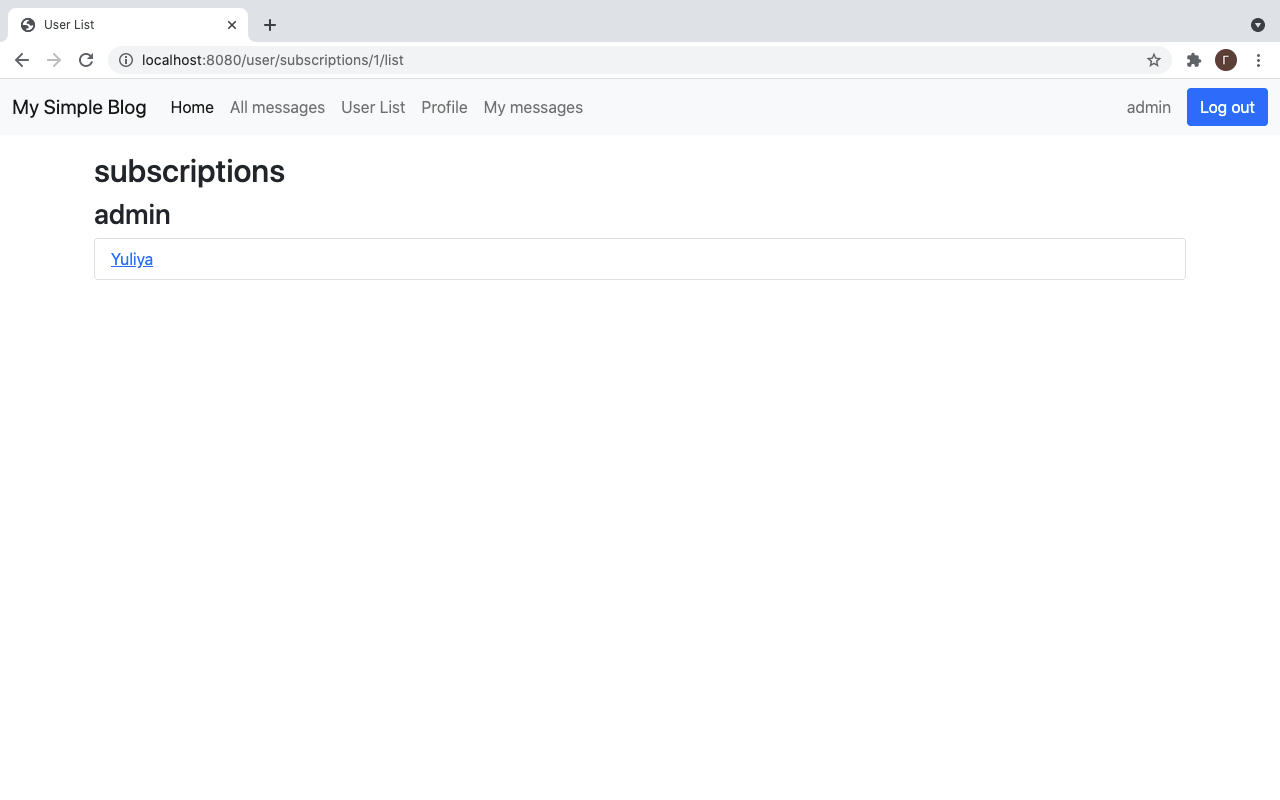 User List
localhost:8080/user/subscriptions/1/list
Г
My Simple Blog Home All messages User List Profile My messages admin Log out
subscriptions
admin
Yuliya